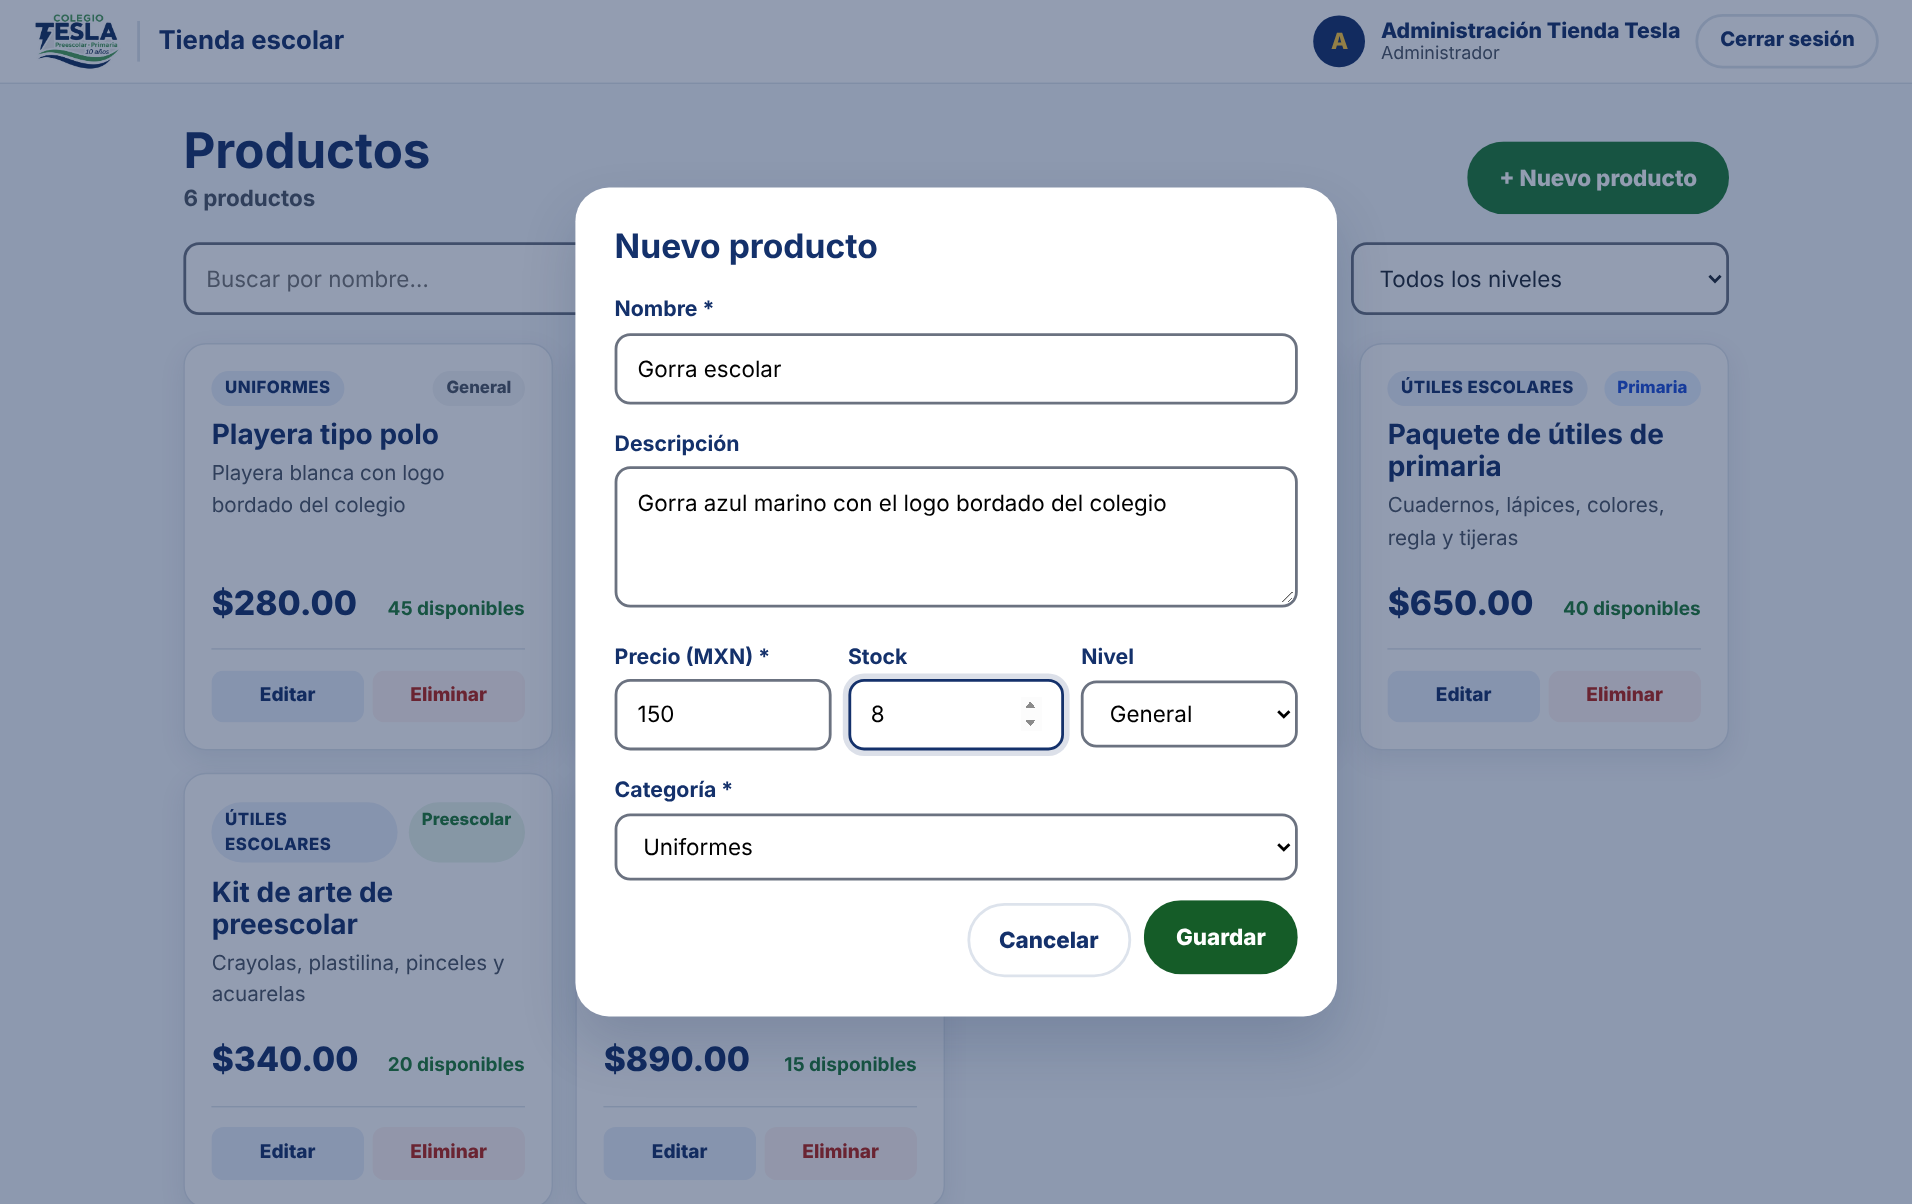 COLEGIO
TESLA
Preescolar · Primaria
10 años
Tienda escolar
A
Administración Tienda Tesla
Administrador
Cerrar sesión
Productos
6 productos
+ Nuevo producto
Buscar por nombre...
Todos los niveles
UNIFORMES
General
Playera tipo polo
Playera blanca con logo
bordado del colegio
$280.00
45 disponibles
Editar
Eliminar
ÚTILES ESCOLARES
Primaria
Paquete de útiles de
primaria
Cuadernos, lápices, colores,
regla y tijeras
$650.00
40 disponibles
Editar
Eliminar
ÚTILES
ESCOLARES
Preescolar
Kit de arte de
preescolar
Crayolas, plastilina, pinceles y
acuarelas
$340.00
20 disponibles
Editar
Eliminar
$890.00
15 disponibles
Editar
Eliminar
Nuevo producto
Nombre *
Gorra escolar
Descripción
Gorra azul marino con el logo bordado del colegio
Precio (MXN) *
Stock
Nivel
150
8
General
Categoría *
Uniformes
Cancelar
Guardar